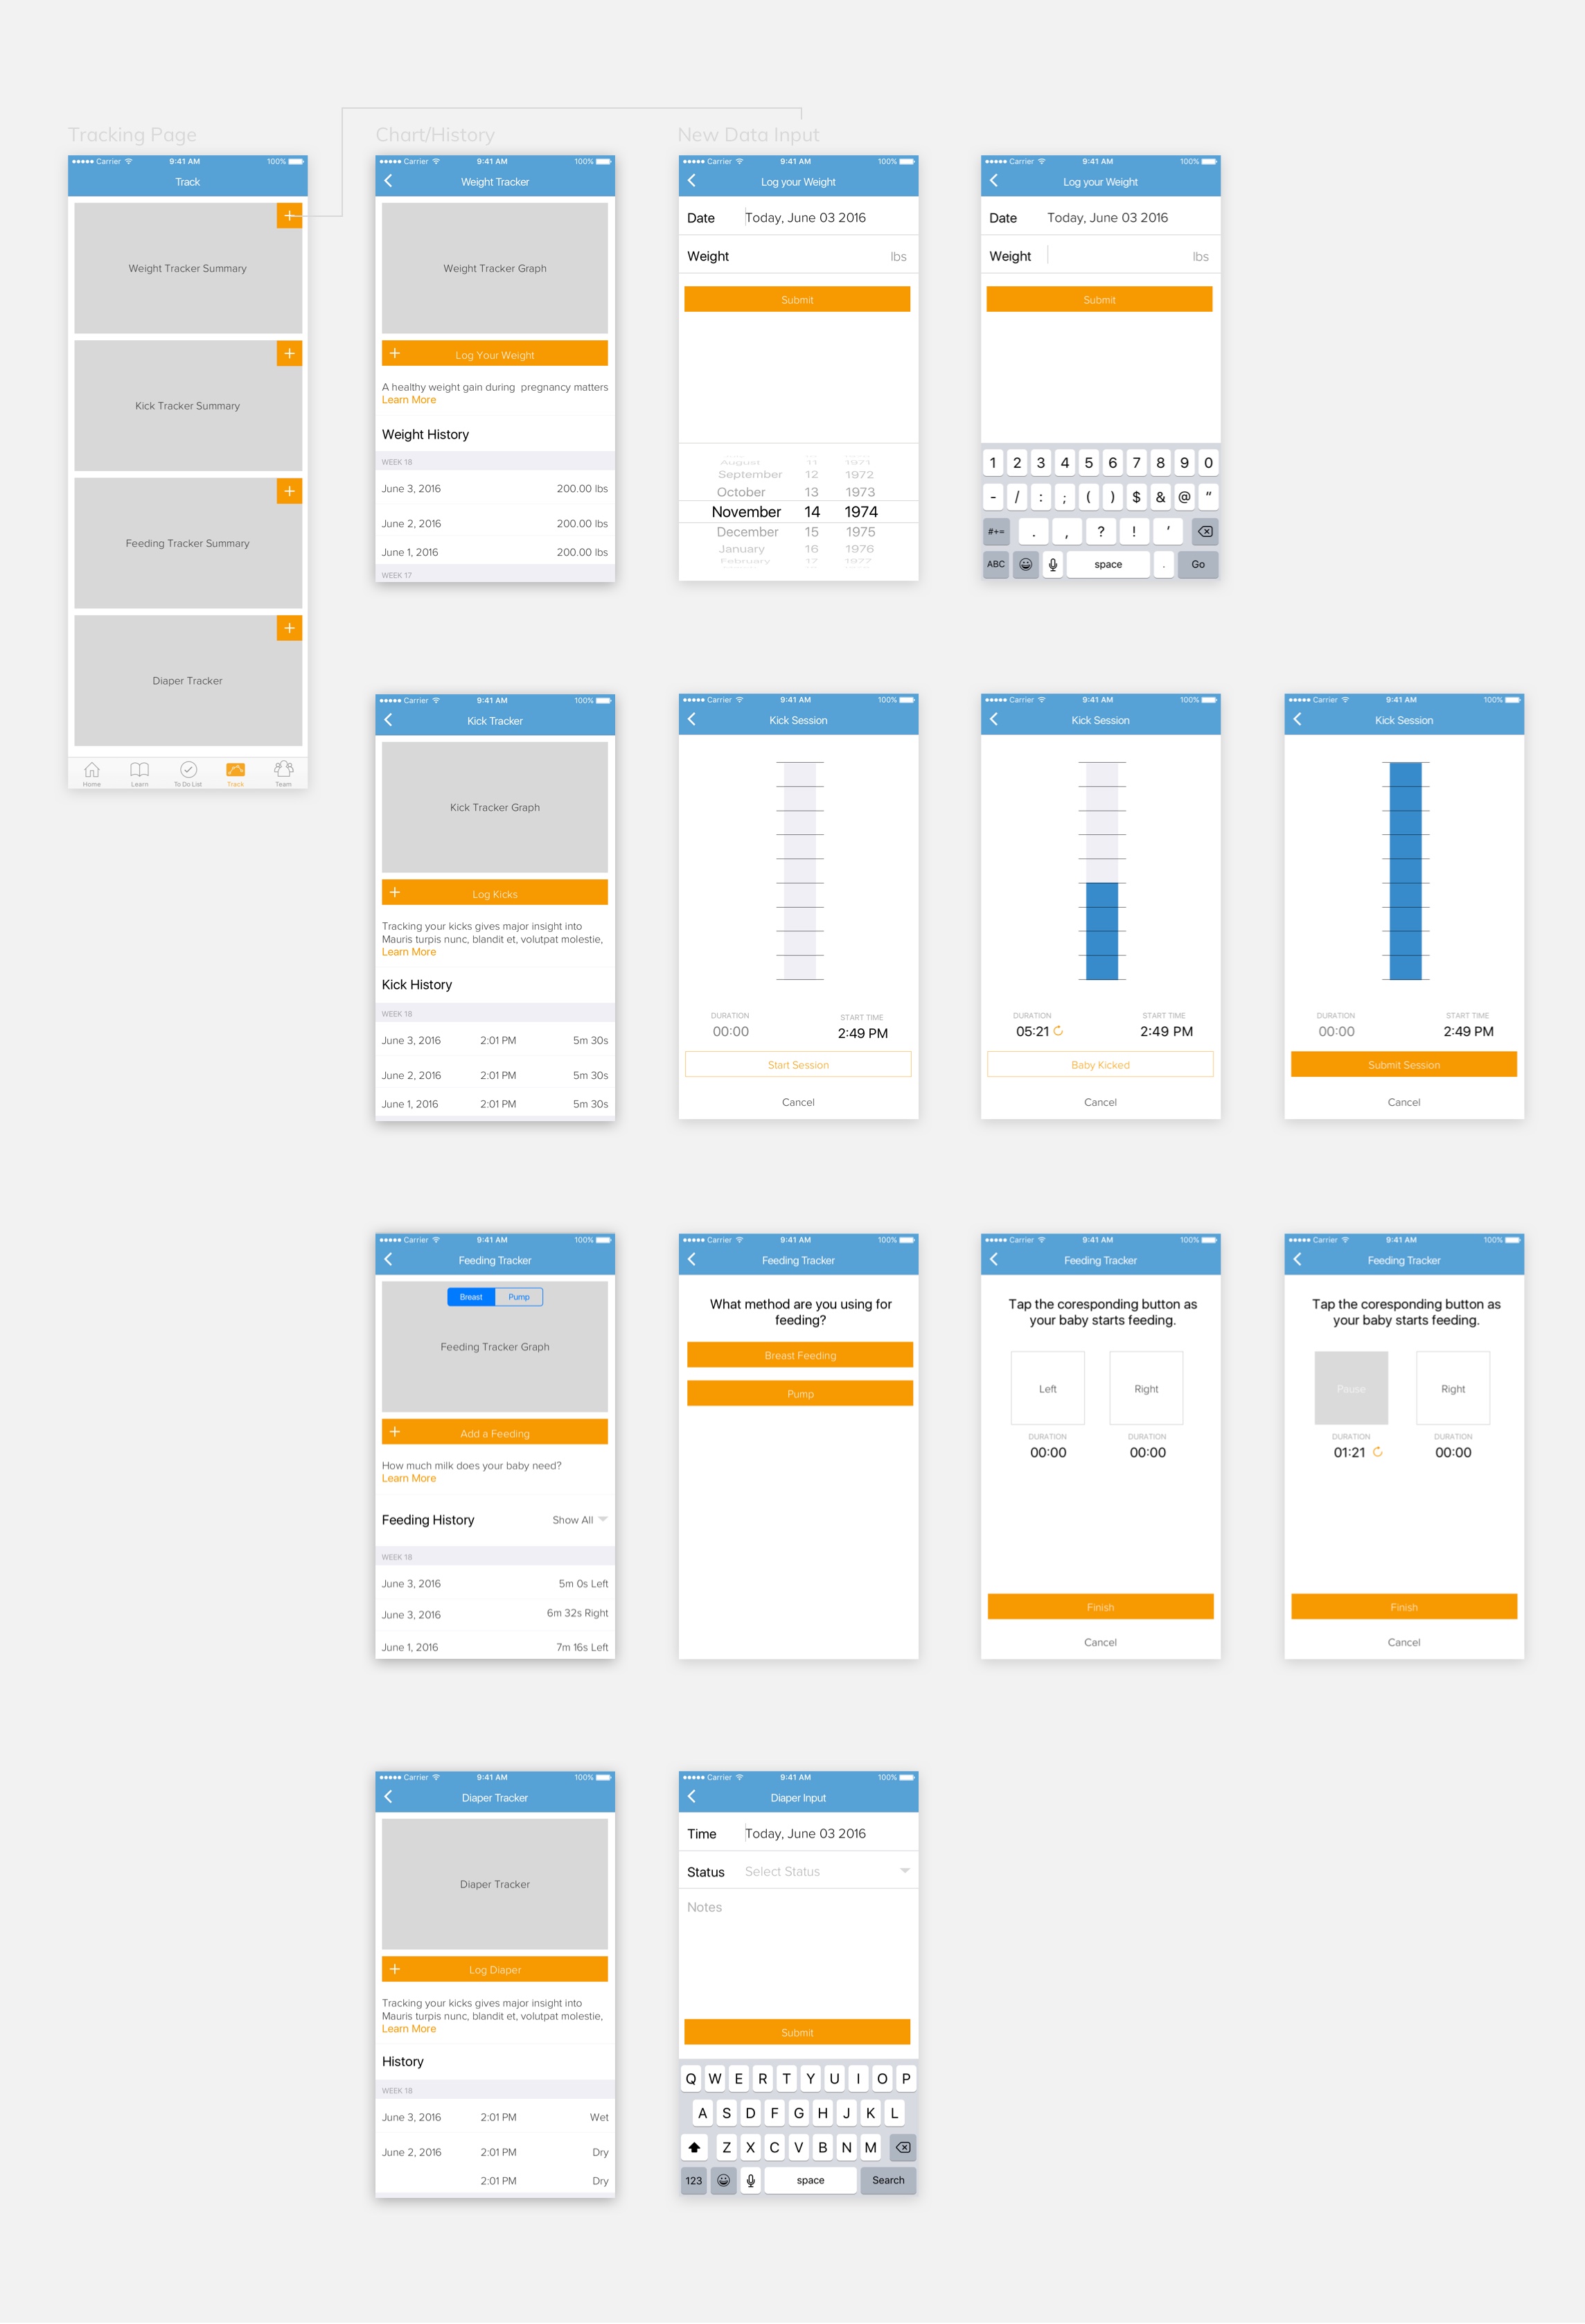 Tracking Page
Chart/History
New Data Input
Carrier 9:41 AM 100%
Track
+
Weight Tracker Summary
+
Kick Tracker Summary
+
Feeding Tracker Summary
+
Diaper Tracker
Home Learn To Do List Track Team
Carrier 9:41 AM 100%
Weight Tracker
Weight Tracker Graph
+ Log Your Weight
A healthy weight gain during pregnancy matters
Learn More
Weight History
WEEK 18
June 3, 2016 200.00 lbs
June 2, 2016 200.00 lbs
June 1, 2016 200.00 lbs
WEEK 17
Carrier 9:41 AM 100%
Log your Weight
Date Today, June 03 2016
Weight lbs
Submit
August 11 1971
September 12 1972
October 13 1973
November 14 1974
December 15 1975
January 16 1976
February 17 1977
Carrier 9:41 AM 100%
Log your Weight
Date Today, June 03 2016
Weight lbs
Submit
1 2 3 4 5 6 7 8 9 0
- / : ; ( ) $ & @ "
#+= . , ? ! ’
ABC space . Go
Carrier 9:41 AM 100%
Kick Tracker
Kick Tracker Graph
+ Log Kicks
Tracking your kicks gives major insight into
Mauris turpis nunc, blandit et, volutpat molestie,
Learn More
Kick History
WEEK 18
June 3, 2016 2:01 PM 5m 30s
June 2, 2016 2:01 PM 5m 30s
June 1, 2016 2:01 PM 5m 30s
Carrier 9:41 AM 100%
Kick Session
DURATION START TIME
00:00 2:49 PM
Start Session
Cancel
Carrier 9:41 AM 100%
Kick Session
DURATION START TIME
05:21 2:49 PM
Baby Kicked
Cancel
Carrier 9:41 AM 100%
Kick Session
DURATION START TIME
00:00 2:49 PM
Submit Session
Cancel
Carrier 9:41 AM 100%
Feeding Tracker
Breast Pump
Feeding Tracker Graph
+ Add a Feeding
How much milk does your baby need?
Learn More
Feeding History Show All
WEEK 18
June 3, 2016 5m 0s Left
June 3, 2016 6m 32s Right
June 1, 2016 7m 16s Left
Carrier 9:41 AM 100%
Feeding Tracker
What method are you using for
feeding?
Breast Feeding
Pump
Carrier 9:41 AM 100%
Feeding Tracker
Tap the coresponding button as
your baby starts feeding.
Left Right
DURATION DURATION
00:00 00:00
Finish
Cancel
Carrier 9:41 AM 100%
Feeding Tracker
Tap the coresponding button as
your baby starts feeding.
Pause Right
DURATION DURATION
01:21 00:00
Finish
Cancel
Carrier 9:41 AM 100%
Diaper Tracker
Diaper Tracker
+ Log Diaper
Tracking your kicks gives major insight into
Mauris turpis nunc, blandit et, volutpat molestie,
Learn More
History
WEEK 18
June 3, 2016 2:01 PM Wet
June 2, 2016 2:01 PM Dry
2:01 PM Dry
Carrier 9:41 AM 100%
Diaper Input
Time Today, June 03 2016
Status Select Status
Notes
Submit
Q W E R T Y U I O P
A S D F G H J K L
Z X C V B N M
123 space Search